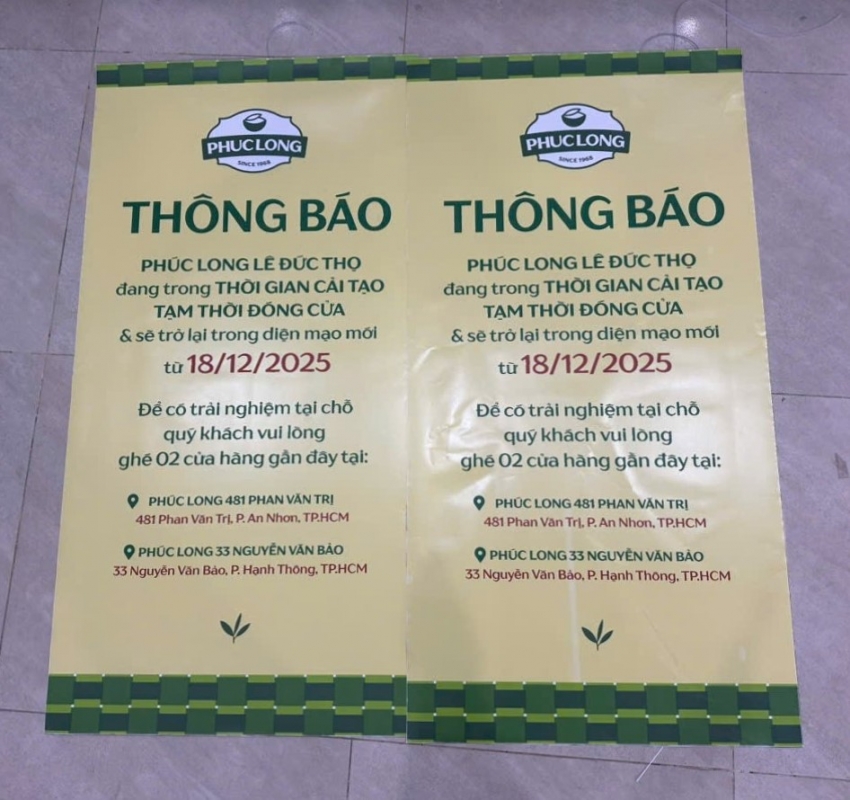 PHUCLONG
SINCE 1968
THÔNG BÁO
PHÚC LONG LÊ ĐỨC THỌ
đang trong THỜI GIAN CẢI TẠO
TẠM THỜI ĐÓNG CỬA
& sẽ trở lại trong diện mạo mới
từ 18/12/2025
Để có trải nghiệm tại chỗ
quý khách vui lòng
ghé 02 cửa hàng gần đây tại:
PHÚC LONG 481 PHAN VĂN TRỊ
481 Phan Văn Trị, P. An Nhơn, TP.HCM
PHÚC LONG 33 NGUYỄN VĂN BẢO
33 Nguyễn Văn Bảo, P. Hạnh Thông, TP.HCM
PHUCLONG
SINCE 1968
THÔNG BÁO
PHÚC LONG LÊ ĐỨC THỌ
đang trong THỜI GIAN CẢI TẠO
TẠM THỜI ĐÓNG CỬA
& sẽ trở lại trong diện mạo mới
từ 18/12/2025
Để có trải nghiệm tại chỗ
quý khách vui lòng
ghé 02 cửa hàng gần đây tại:
PHÚC LONG 481 PHAN VĂN TRỊ
481 Phan Văn Trị, P. An Nhơn, TP.HCM
PHÚC LONG 33 NGUYỄN VĂN BẢO
33 Nguyễn Văn Bảo, P. Hạnh Thông, TP.HCM